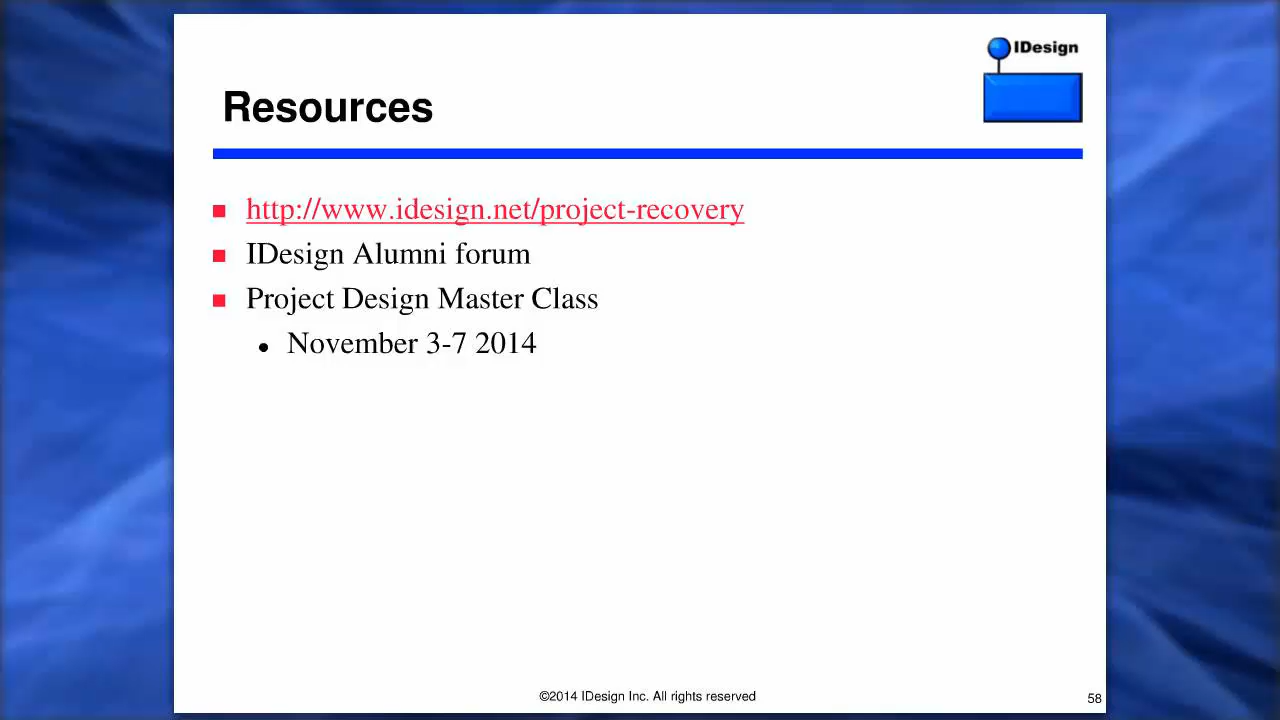 IDesign
Resources
http://www.idesign.net/project-recovery
IDesign Alumni forum
Project Design Master Class
November 3-7 2014
©2014 IDesign Inc. All rights reserved
58